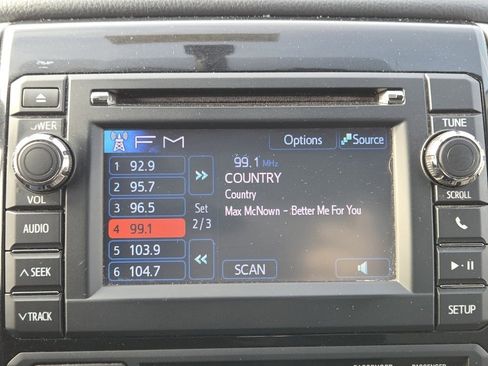 FM
Options
Source
POWER
VOL
TUNE
SCROLL
1 92.9
2 95.7
3 96.5
4 99.1
5 103.9
6 104.7
Set
2/3
99.1 MHz
COUNTRY
Country
Max McNown - Better Me For You
SCAN
AUDIO
∧ SEEK
∨ TRACK
SETUP
PASSENGER